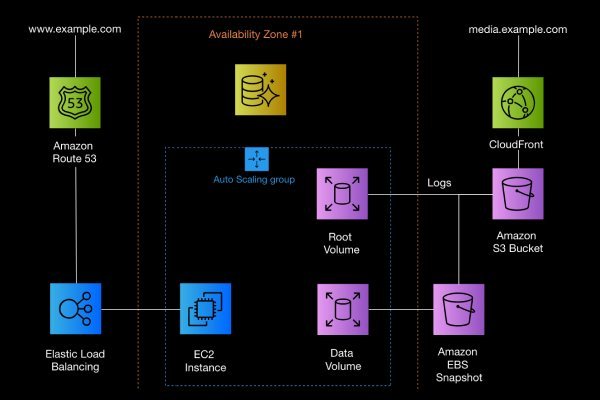 www.example.com
Availability Zone #1
media.example.com
53
Amazon
Route 53
CloudFront
Auto Scaling group
Logs
Root
Volume
Amazon
S3 Bucket
Elastic Load
Balancing
EC2
Instance
Data
Volume
Amazon
EBS
Snapshot